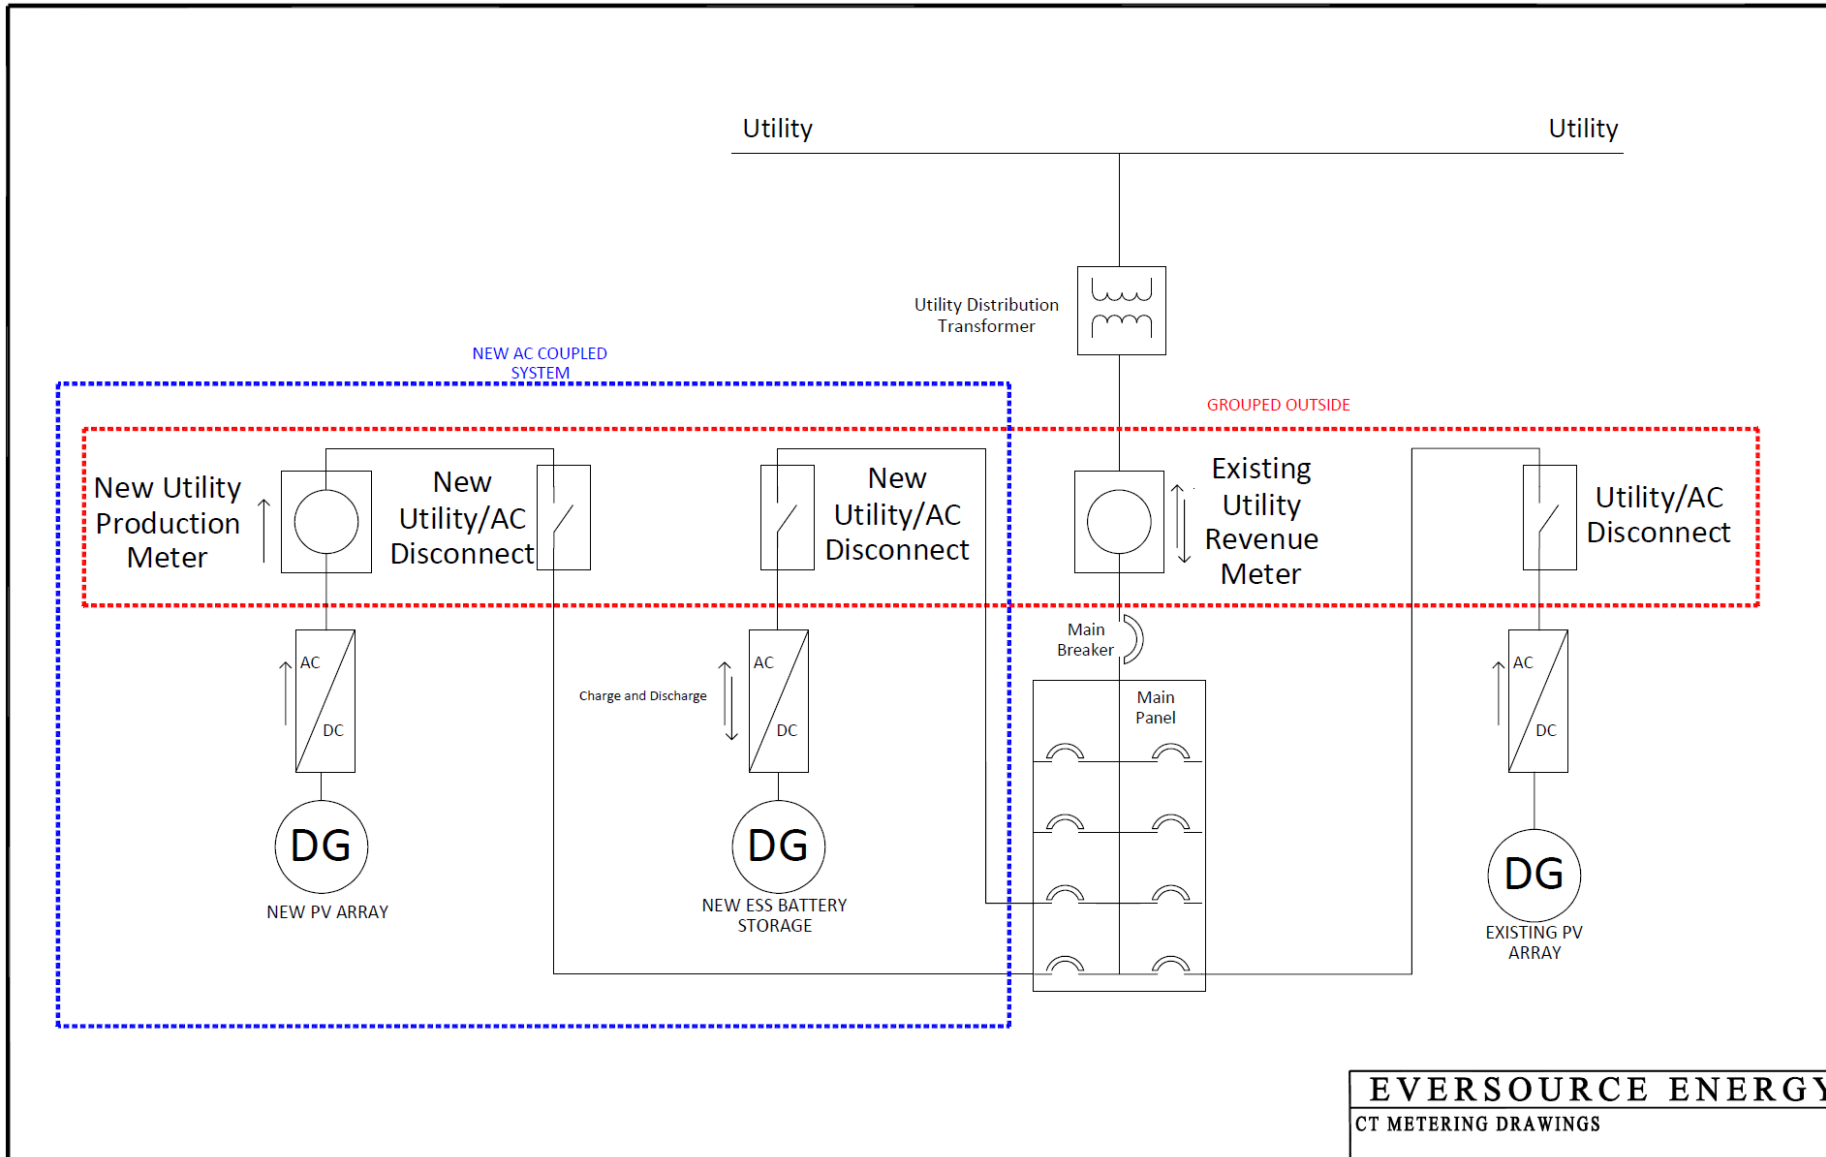 Utility
Utility
Utility Distribution
Transformer
NEW AC COUPLED
SYSTEM
GROUPED OUTSIDE
New Utility
Production
Meter
New
Utility/AC
Disconnect
New
Utility/AC
Disconnect
Existing
Utility
Revenue
Meter
Utility/AC
Disconnect
Main
Breaker
AC
DC
Charge and Discharge
AC
DC
Main
Panel
AC
DC
DG
NEW PV ARRAY
DG
NEW ESS BATTERY
STORAGE
DG
EXISTING PV
ARRAY
EVERSOURCE ENERGY
CT METERING DRAWINGS